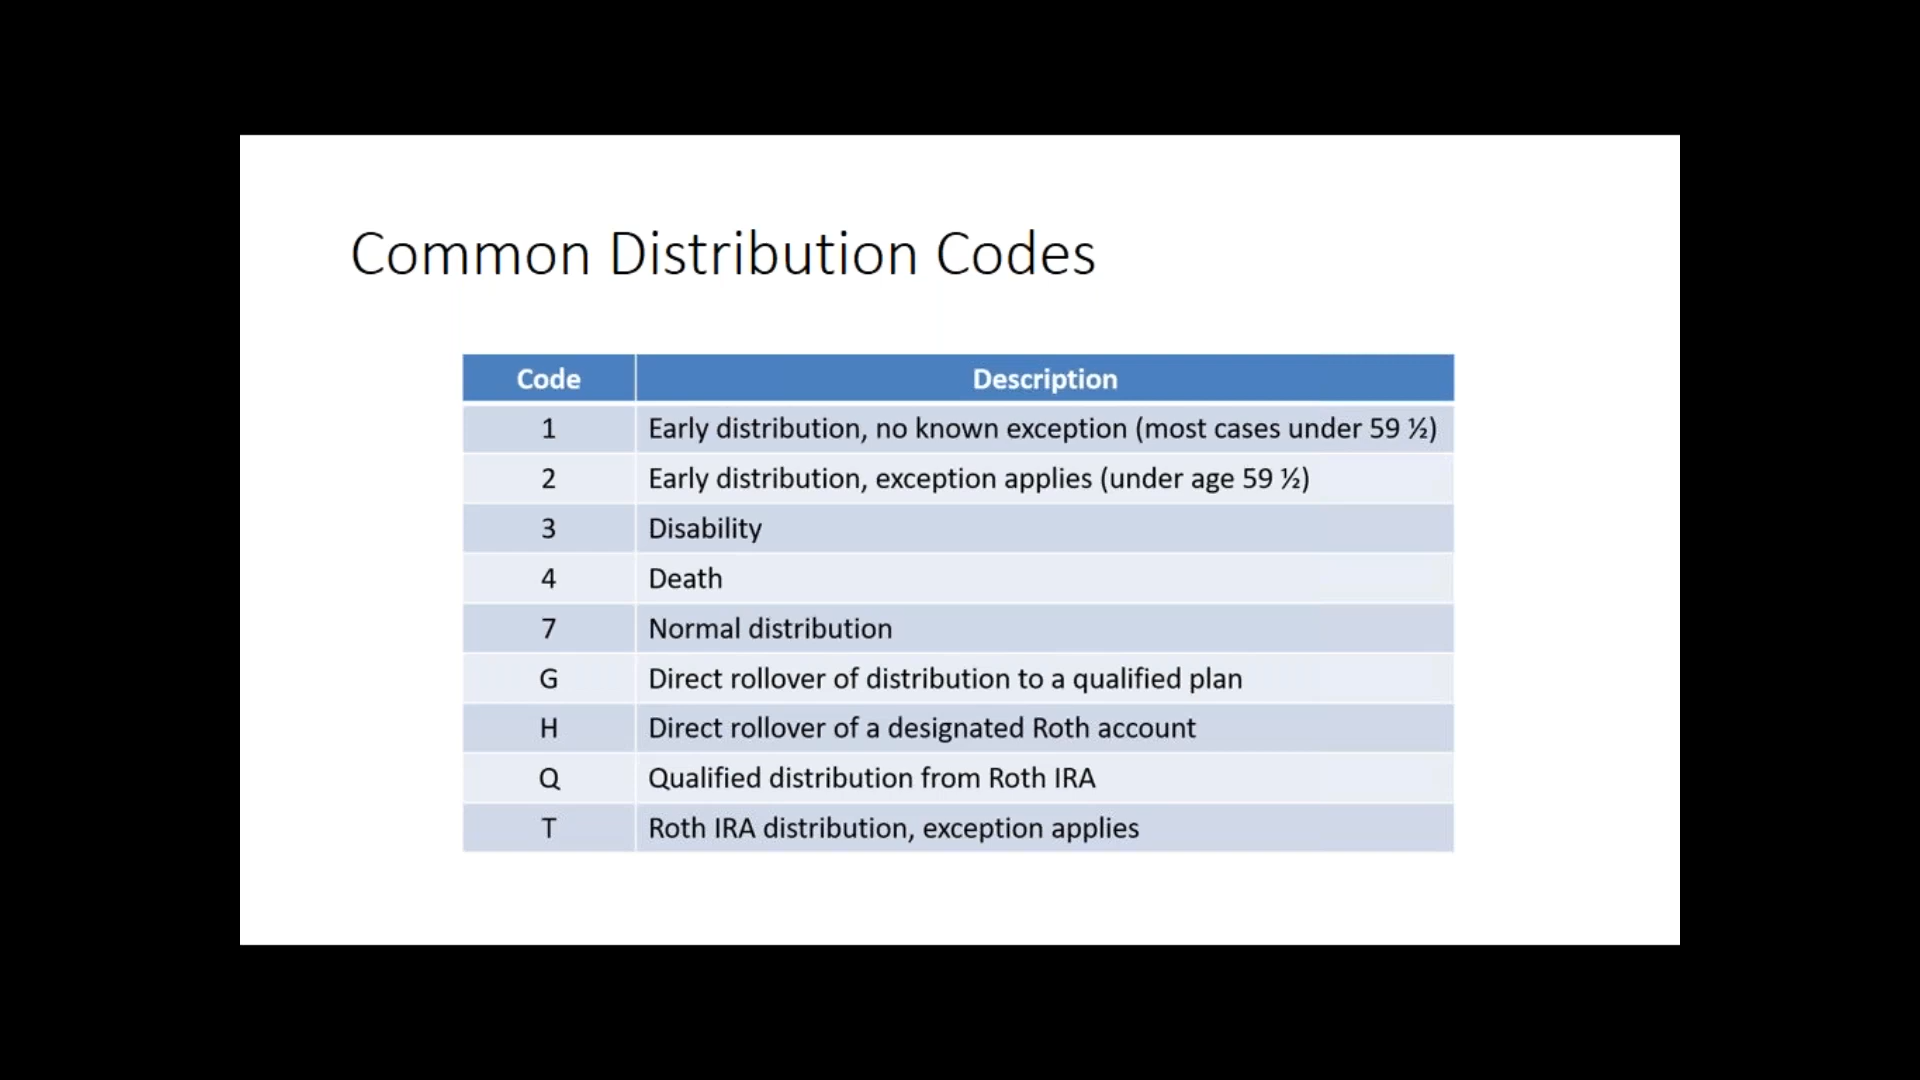 Common Distribution Codes
Code Description
1 Early distribution, no known exception (most cases under 59 ½)
2 Early distribution, exception applies (under age 59 ½)
3 Disability
4 Death
7 Normal distribution
G Direct rollover of distribution to a qualified plan
H Direct rollover of a designated Roth account
Q Qualified distribution from Roth IRA
T Roth IRA distribution, exception applies